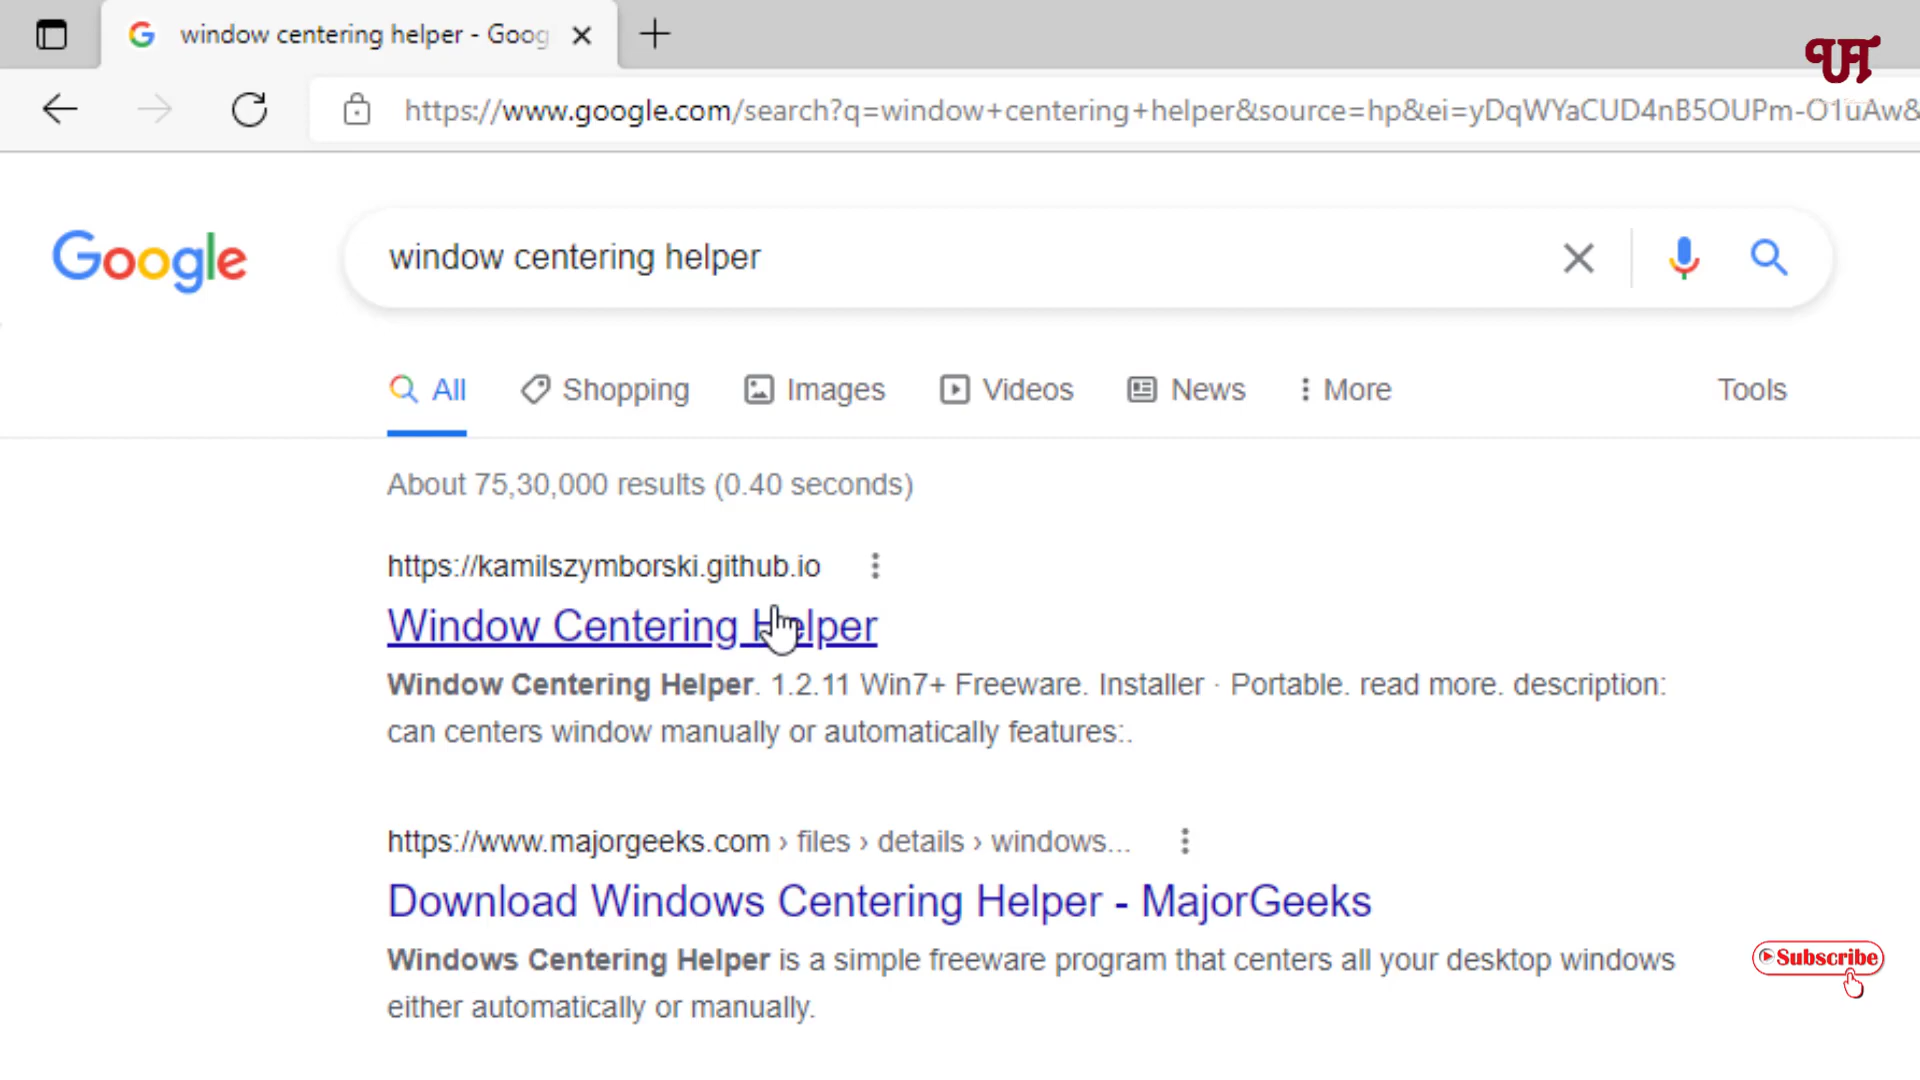 window centering helper - Goog
https://www.google.com/search?q=window+centering+helper&source=hp&ei=yDqWYaCUD4nB5OUPm-O1uAw&
UT
Google
window centering helper
All Shopping Images Videos News More Tools
About 75,30,000 results (0.40 seconds)
https://kamilszymborski.github.io
Window Centering Helper
Window Centering Helper. 1.2.11 Win7+ Freeware. Installer · Portable. read more. description:
can centers window manually or automatically features:.
https://www.majorgeeks.com › files › details › windows...
Download Windows Centering Helper - MajorGeeks
Windows Centering Helper is a simple freeware program that centers all your desktop windows
either automatically or manually.
Subscribe